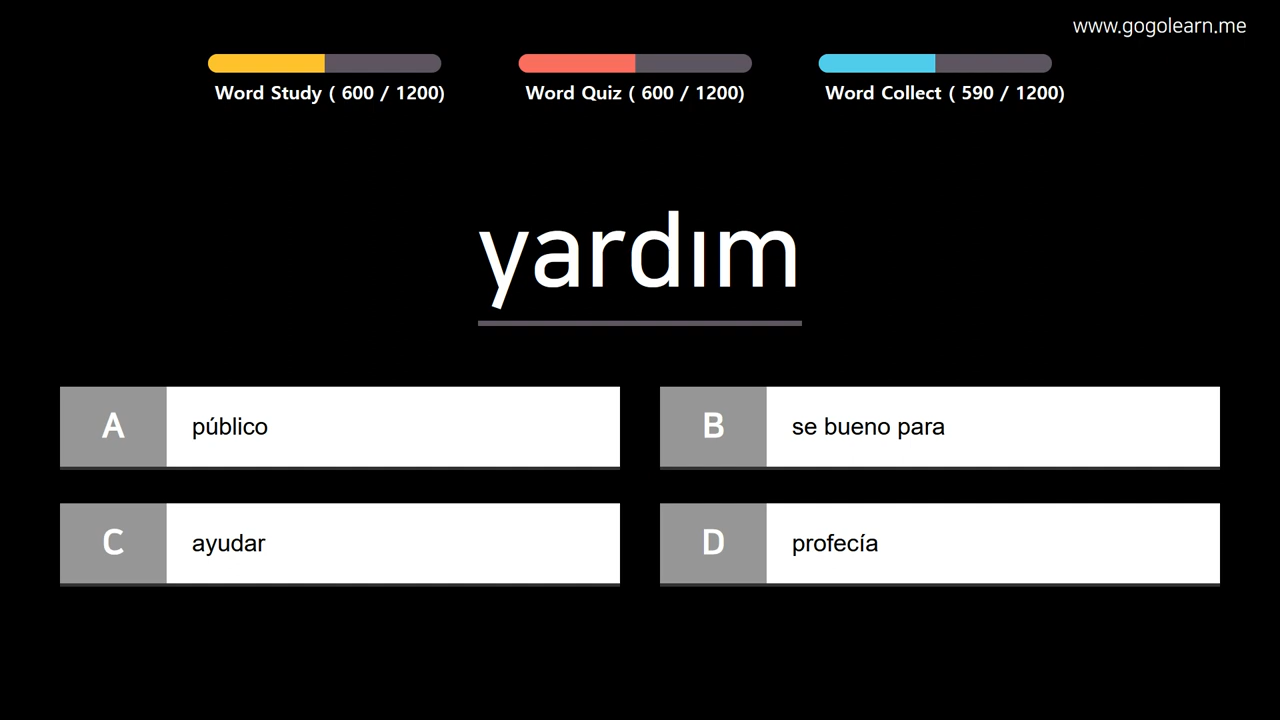 www.gogolearn.me
Word Study ( 600 / 1200)
Word Quiz ( 600 / 1200)
Word Collect ( 590 / 1200)
yardım
A
público
B
se bueno para
C
ayudar
D
profecía